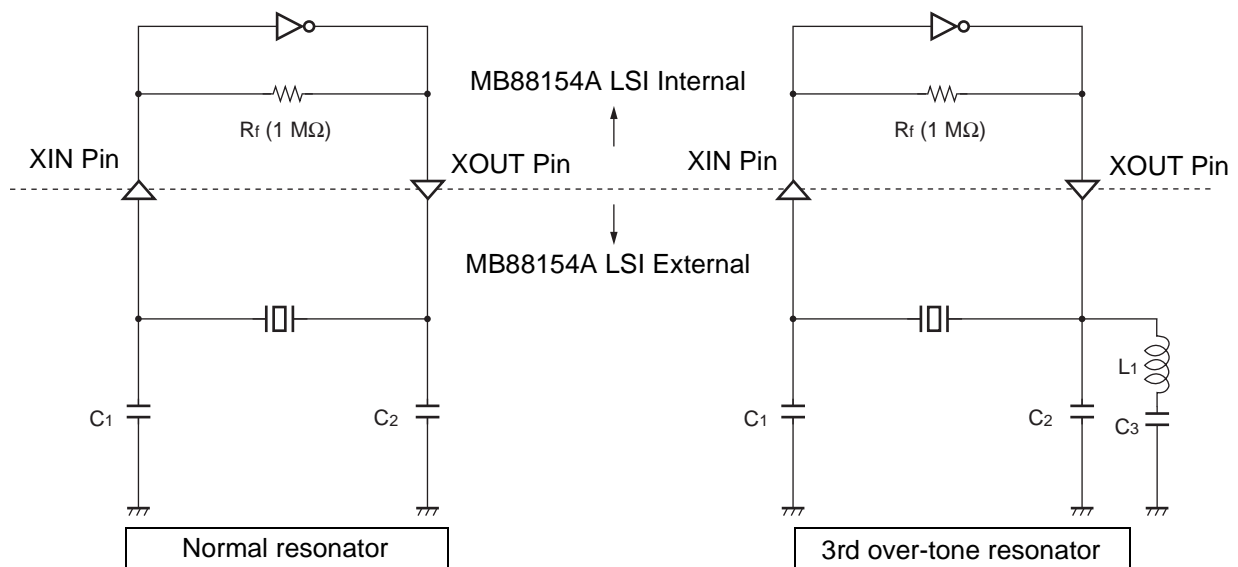 MB88154A LSI Internal
Rf (1 MΩ)
Rf (1 MΩ)
XIN Pin
XOUT Pin
XIN Pin
XOUT Pin
MB88154A LSI External
L1
C1
C2
C1
C2
C3
Normal resonator
3rd over-tone resonator